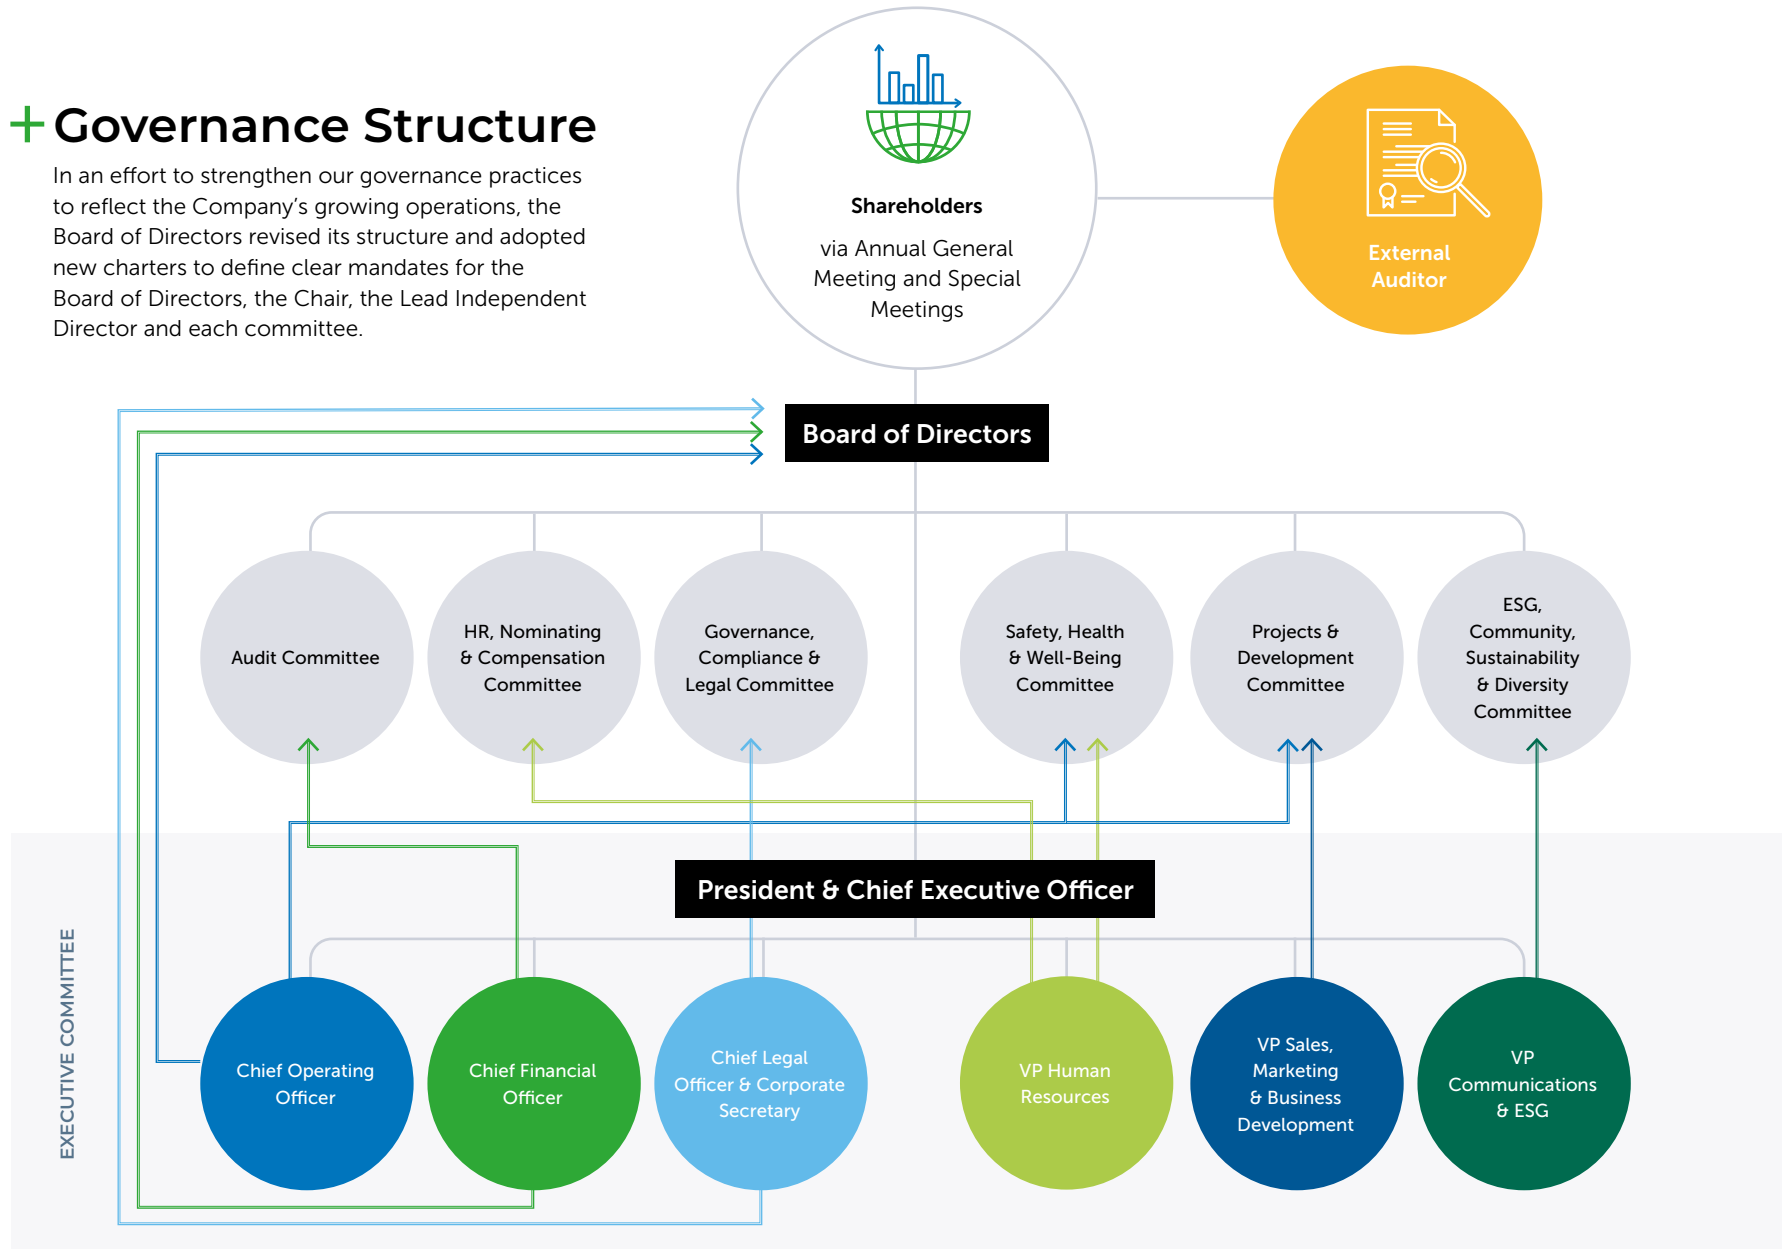 Governance Structure
In an effort to strengthen our governance practices
to reflect the Company's growing operations, the
Board of Directors revised its structure and adopted
new charters to define clear mandates for the
Board of Directors, the Chair, the Lead Independent
Director and each committee.
Shareholders
via Annual General
Meeting and Special
Meetings
External
Auditor
Board of Directors
Audit Committee
HR, Nominating
& Compensation
Committee
Governance,
Compliance &
Legal Committee
Safety, Health
& Well-Being
Committee
Projects &
Development
Committee
ESG,
Community,
Sustainability
& Diversity
Committee
President & Chief Executive Officer
EXECUTIVE COMMITTEE
Chief Operating
Officer
Chief Financial
Officer
Chief Legal
Officer & Corporate
Secretary
VP Human
Resources
VP Sales,
Marketing
& Business
Development
VP
Communications
& ESG